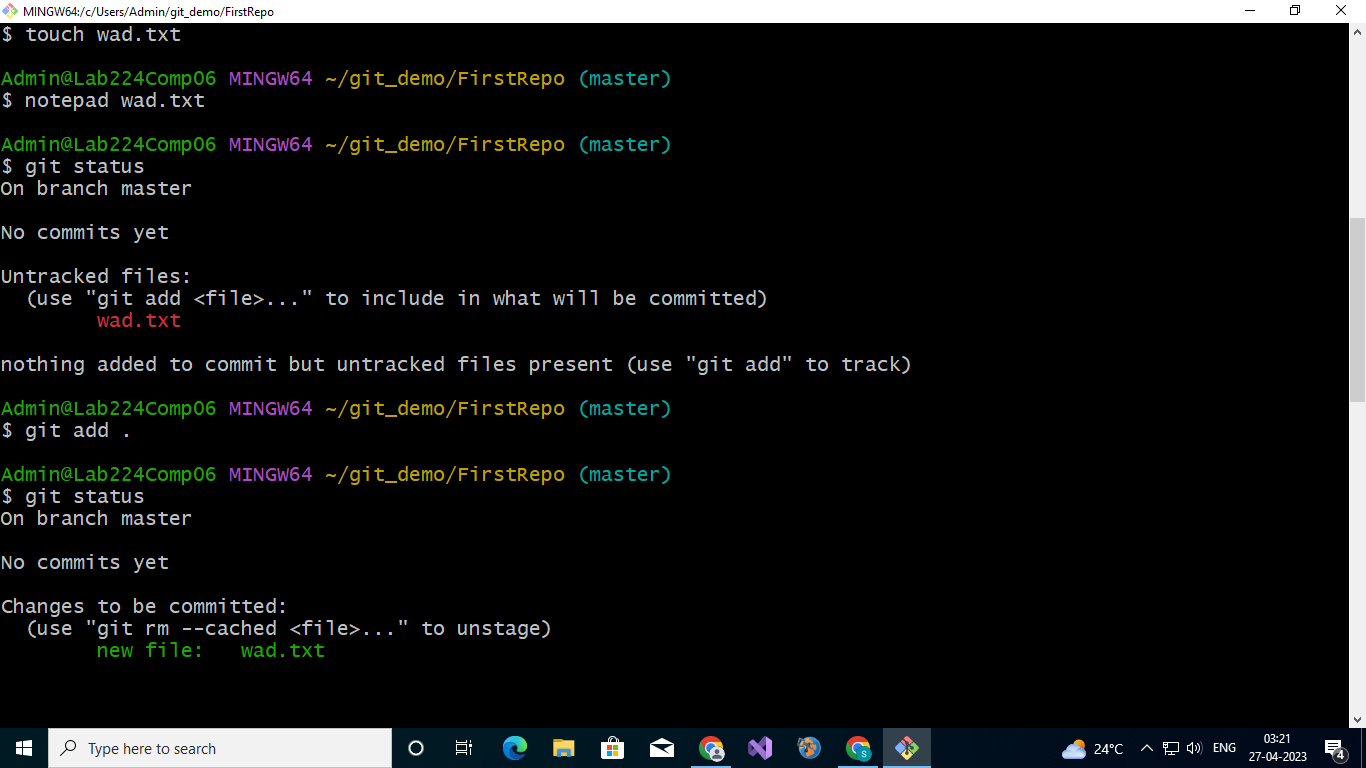 MINGW64:/c/Users/Admin/git_demo/FirstRepo
$ touch wad.txt
Admin@Lab224Comp06 MINGW64 ~/git_demo/FirstRepo (master)
$ notepad wad.txt
Admin@Lab224Comp06 MINGW64 ~/git_demo/FirstRepo (master)
$ git status
On branch master
No commits yet
Untracked files:
(use "git add <file>..." to include in what will be committed)
wad.txt
nothing added to commit but untracked files present (use "git add" to track)
Admin@Lab224Comp06 MINGW64 ~/git_demo/FirstRepo (master)
$ git add .
Admin@Lab224Comp06 MINGW64 ~/git_demo/FirstRepo (master)
$ git status
On branch master
No commits yet
Changes to be committed:
(use "git rm --cached <file>..." to unstage)
new file:   wad.txt
Type here to search
S
24°C
ENG
03:21
27-04-2023
4